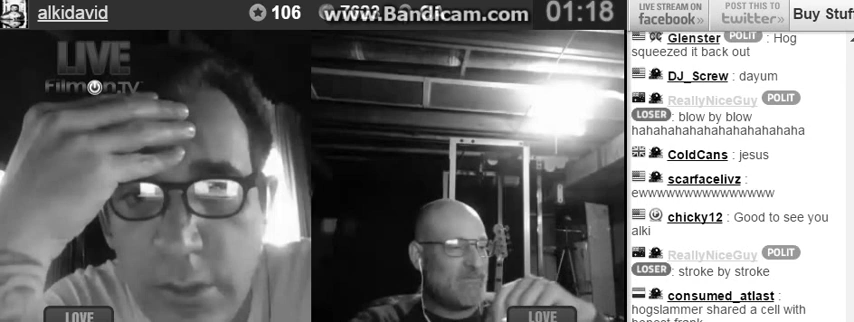 alkidavid 106 www.Bandicam.com 01:18
LIVE
FilmOn.TV
LOVE
LOVE
LIVE STREAM ON
facebook»
POST THIS TO
twitter»
Buy Stuff
Glenster POLIT : Hog
squeezed it back out
DJ_Screw : dayum
ReallyNiceGuy POLIT
LOSER : blow by blow
hahahahahahahahahahahaha
ColdCans : jesus
scarfacelivz :
ewwwwwwwwwwwwwww
chicky12 : Good to see you
alki
ReallyNiceGuy POLIT
LOSER : stroke by stroke
consumed_atlast :
hogslammer shared a cell with